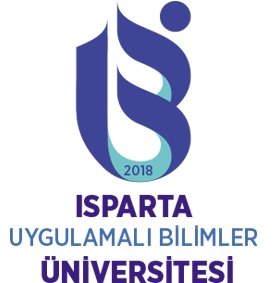 2018
ISPARTA
UYGULAMALI BİLİMLER
ÜNİVERSİTESİ